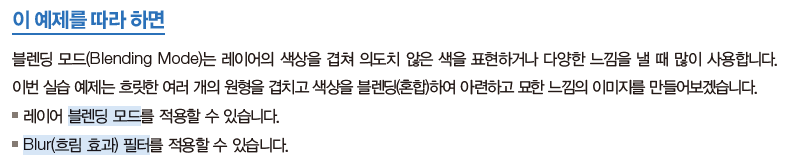 이 예제를 따라 하면
블렌딩 모드(Blending Mode)는 레이어의 색상을 겹쳐 의도치 않은 색을 표현하거나 다양한 느낌을 낼 때 많이 사용합니다.
이번 실습 예제는 흐릿한 여러 개의 원형을 겹치고 색상을 블렌딩(혼합)하여 아련하고 묘한 느낌의 이미지를 만들어보겠습니다.
■ 레이어 블렌딩 모드를 적용할 수 있습니다.
■ Blur(흐림 효과) 필터를 적용할 수 있습니다.